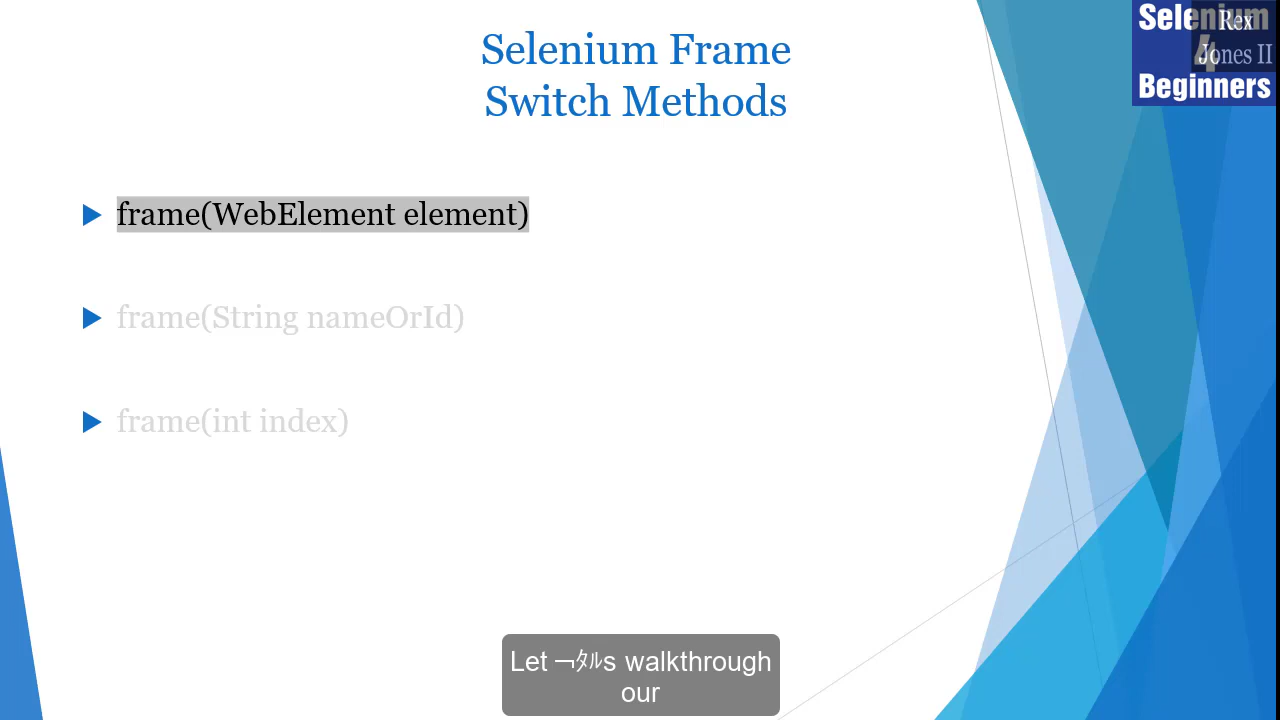 Selenium Frame
Switch Methods
Selenium
4
Beginners
Rex
Jones II
frame(WebElement element)
frame(String nameOrId)
frame(int index)
Let ￢ﾀﾙs walkthrough
our